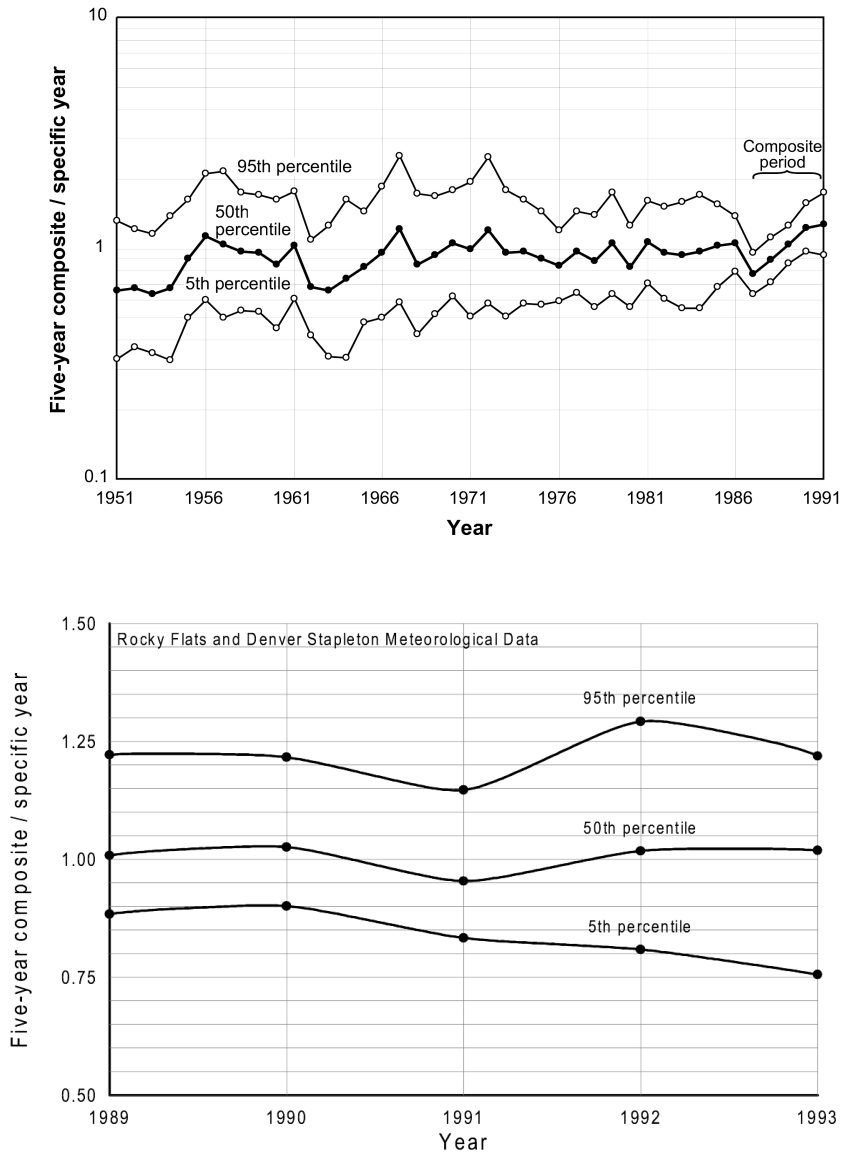 10
95th percentile
Composite
period
50th
percentile
1
5th percentile
0.1
1951 1956 1961 1966 1971 1976 1981 1986 1991
Year
Five-year composite / specific year
1.50
Rocky Flats and Denver Stapleton Meteorological Data
95th percentile
1.25
50th percentile
1.00
5th percentile
0.75
0.50
1989 1990 1991 1992 1993
Year
Five-year composite / specific year